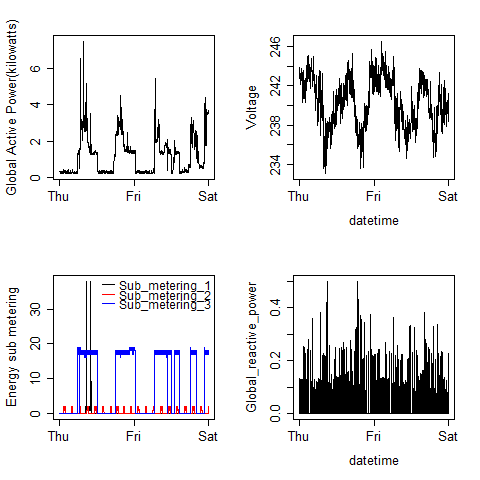 Global Active Power(kilowatts)
0 2 4 6
Thu Fri Sat
Voltage
234 238 242 246
Thu Fri Sat
datetime
Energy sub metering
0 10 20 30
Sub_metering_1
Sub_metering_2
Sub_metering_3
Thu Fri Sat
Global_reactive_power
0.0 0.2 0.4
Thu Fri Sat
datetime